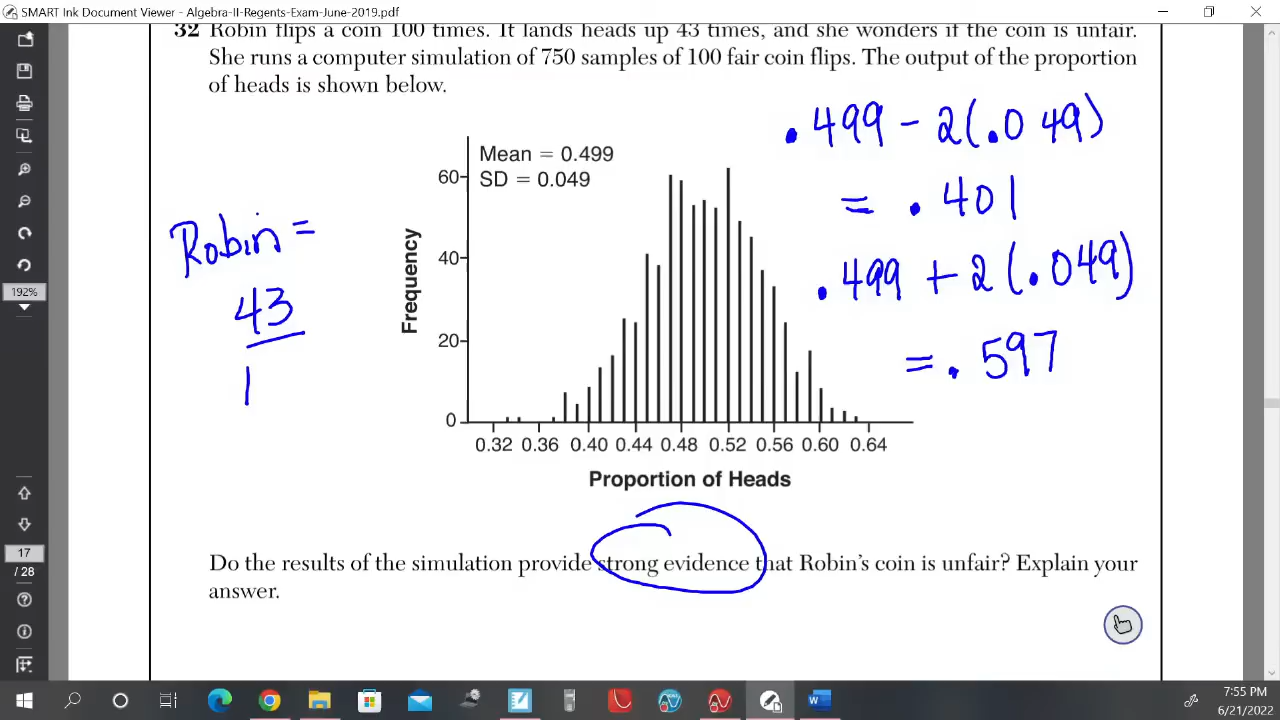 SMART Ink Document Viewer - Algebra-II-Regents-Exam-June-2019.pdf
32 Robin flips a coin 100 times. It lands heads up 43 times, and she wonders if the coin is unfair.
She runs a computer simulation of 750 samples of 100 fair coin flips. The output of the proportion
of heads is shown below.
.499 - 2(.049)
= .401
.499 + 2(.049)
= .597
Robin =
43
1
Mean = 0.499
SD = 0.049
Frequency
60
40
20
0
0.32 0.36 0.40 0.44 0.48 0.52 0.56 0.60 0.64
Proportion of Heads
Do the results of the simulation provide strong evidence that Robin's coin is unfair? Explain your
answer.
192%
17
/ 28
7:55 PM
6/21/2022